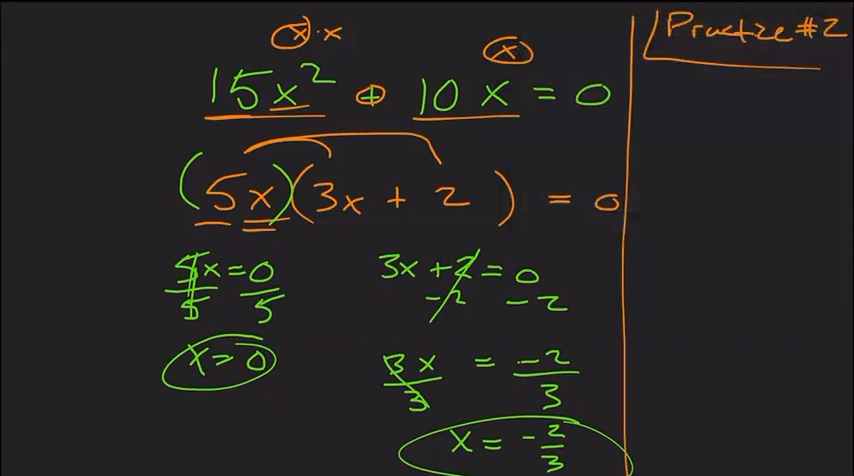 Practice #2
x · x
x
15x² + 10x = 0
(5x)(3x + 2) = 0
5x = 0
5 5
x = 0
3x + 2 = 0
-2 -2
3x = -2
3 3
x = -2/3